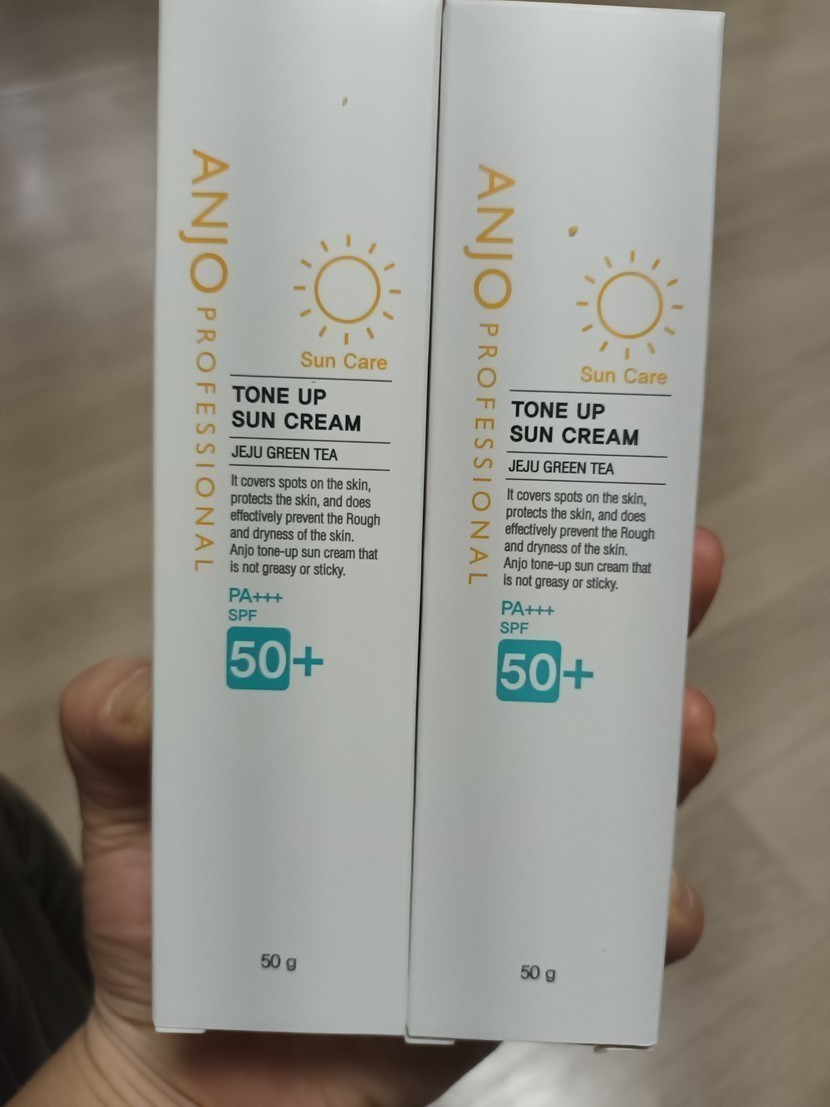 ANJO PROFESSIONAL
Sun Care
TONE UP
SUN CREAM
JEJU GREEN TEA
It covers spots on the skin,
protects the skin, and does
effectively prevent the Rough
and dryness of the skin.
Anjo tone-up sun cream that
is not greasy or sticky.
PA+++
SPF
50+
50 g
ANJO PROFESSIONAL
Sun Care
TONE UP
SUN CREAM
JEJU GREEN TEA
It covers spots on the skin,
protects the skin, and does
effectively prevent the Rough
and dryness of the skin.
Anjo tone-up sun cream that
is not greasy or sticky.
PA+++
SPF
50+
50 g